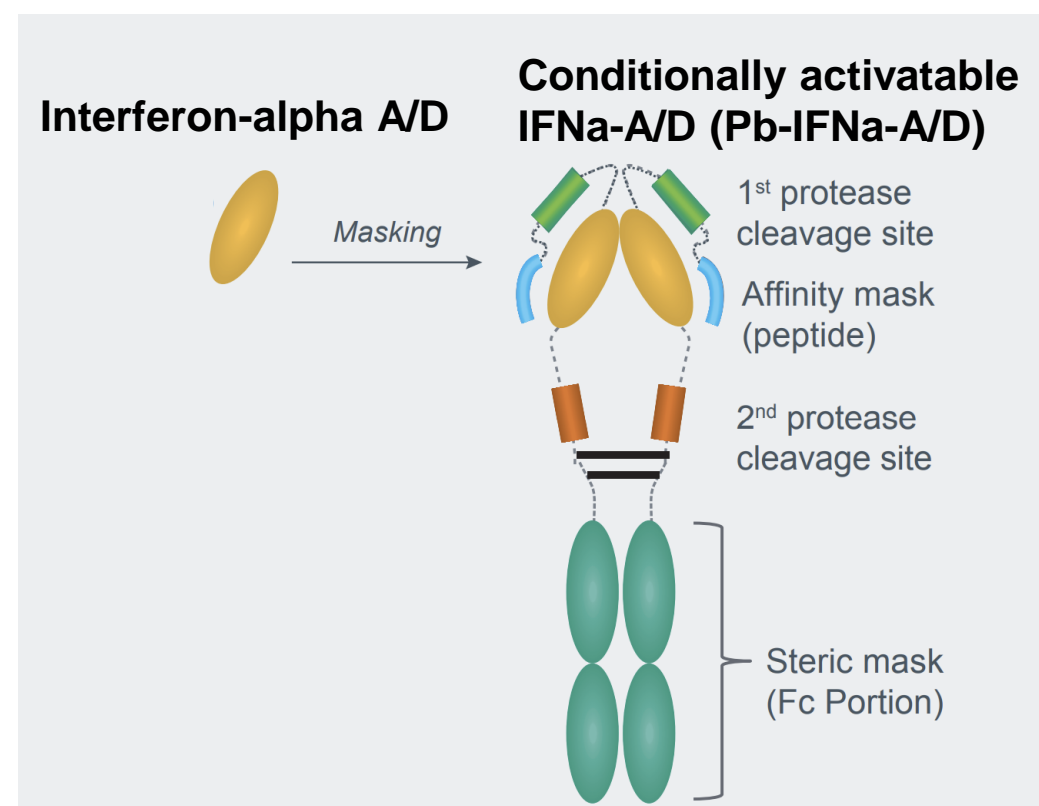 Interferon-alpha A/D
Conditionally activatable
IFNa-A/D (Pb-IFNa-A/D)
Masking
1st protease
cleavage site
Affinity mask
(peptide)
2nd protease
cleavage site
Steric mask
(Fc Portion)